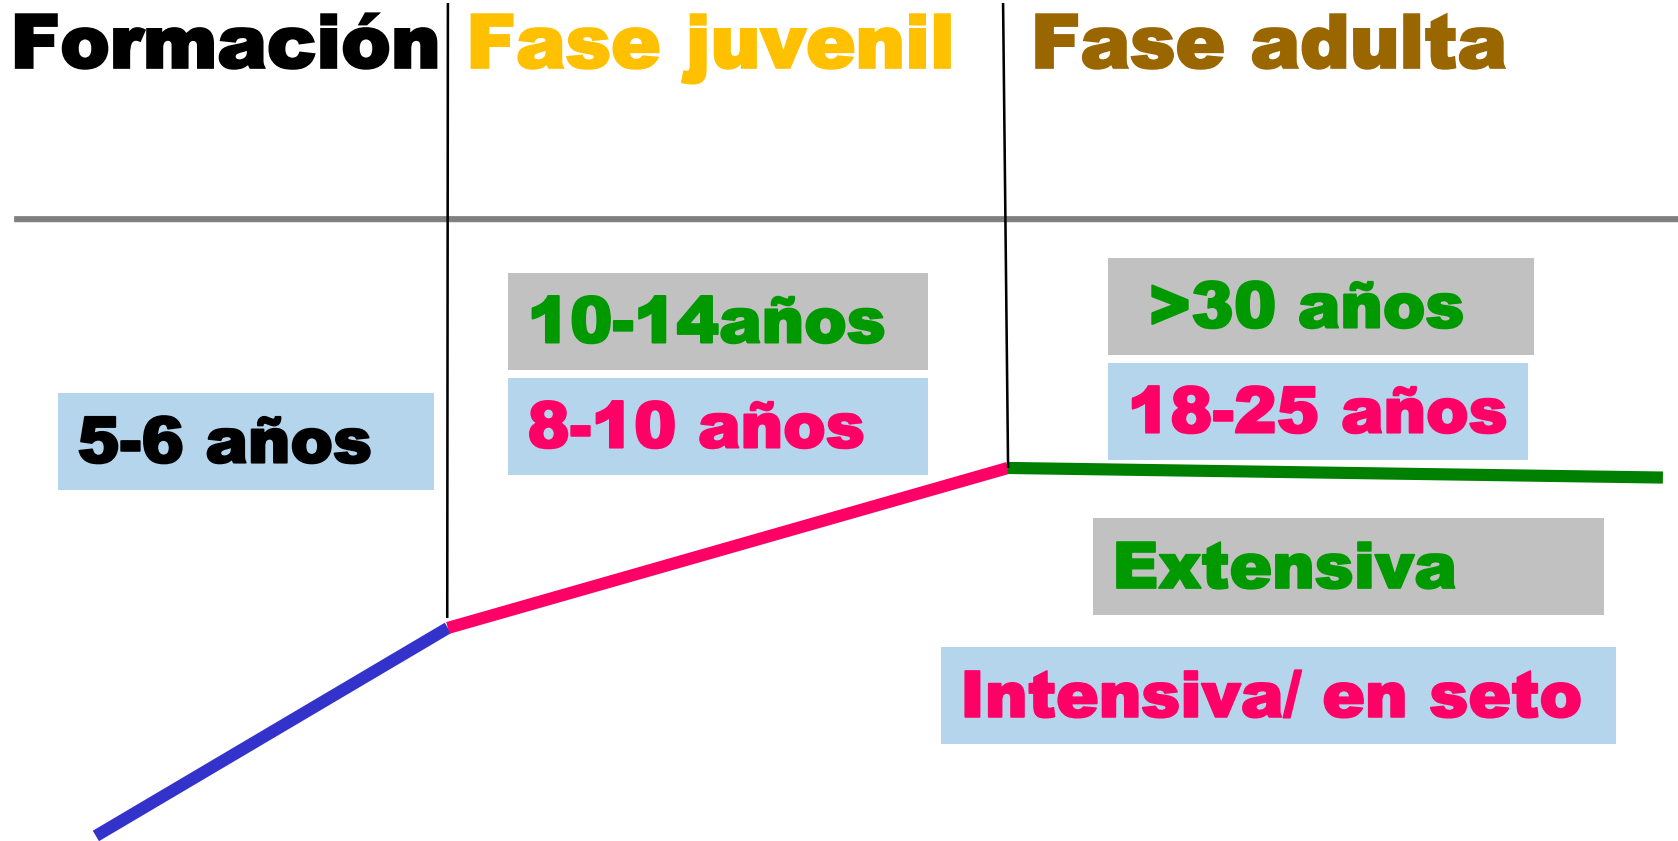 Formación
Fase juvenil
Fase adulta
5-6 años
10-14años
8-10 años
>30 años
18-25 años
Extensiva
Intensiva/ en seto